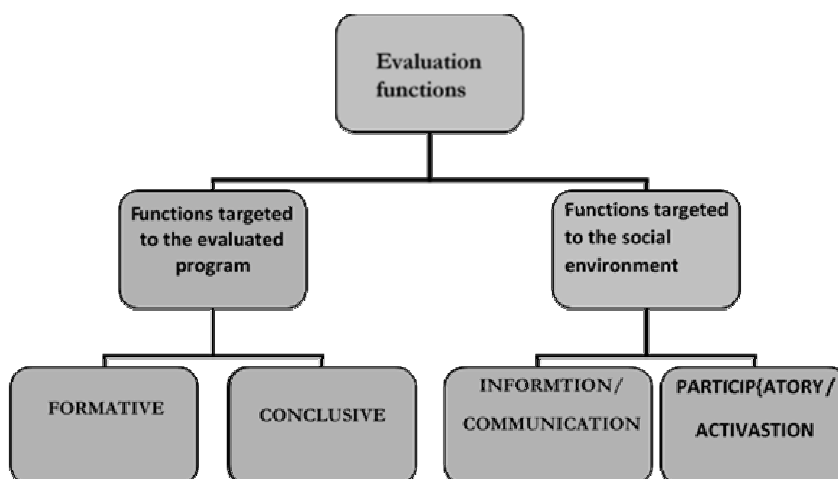 Evaluation
functions
Functions targeted
to the evaluated
program
Functions targeted
to the social
environment
FORMATIVE
CONCLUSIVE
INFORMTION/
COMMUNICATION
PARTICIP{ATORY/
ACTIVASTION